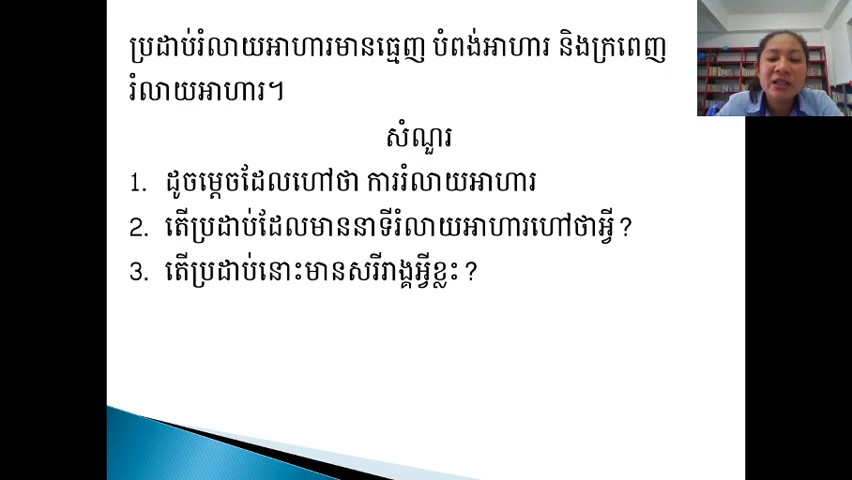 ប្រដាប់រំលាយអាហារមានធ្មេញ បំពង់អាហារ និងក្រពេញ
រំលាយអាហារ។
សំណួរ
1. ដូចម្ដេចដែលហៅថា ការរំលាយអាហារ
2. តើប្រដាប់ដែលមាននាទីរំលាយអាហារហៅថាអ្វី ?
3. តើប្រដាប់នោះមានសរីរាង្គអ្វីខ្លះ ?